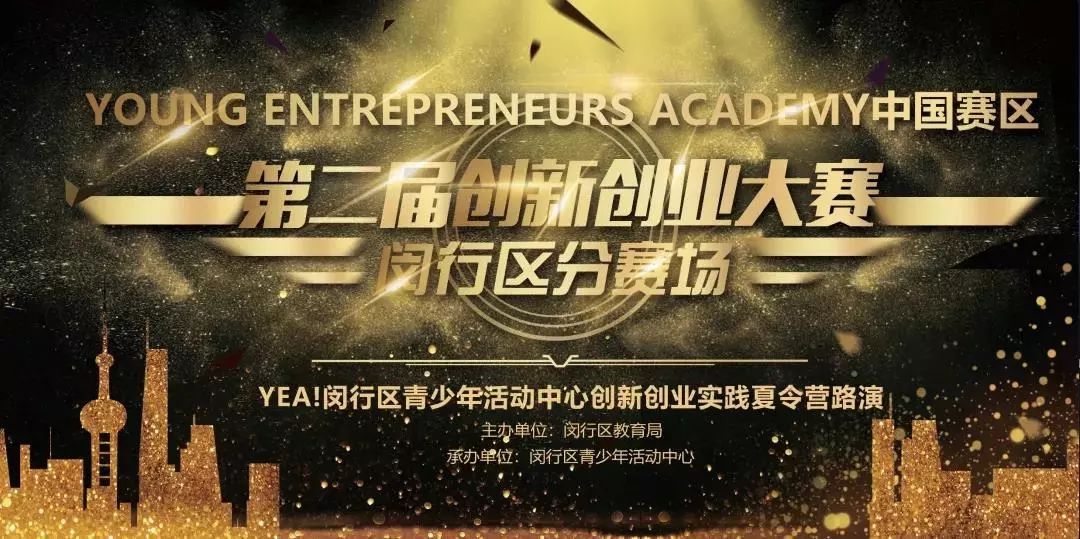 YOUNG ENTREPRENEURS ACADEMY中国赛区
第二届创新创业大赛
闵行区分赛场
YEA!闵行区青少年活动中心创新创业实践夏令营路演
主办单位：闵行区教育局
承办单位：闵行区青少年活动中心